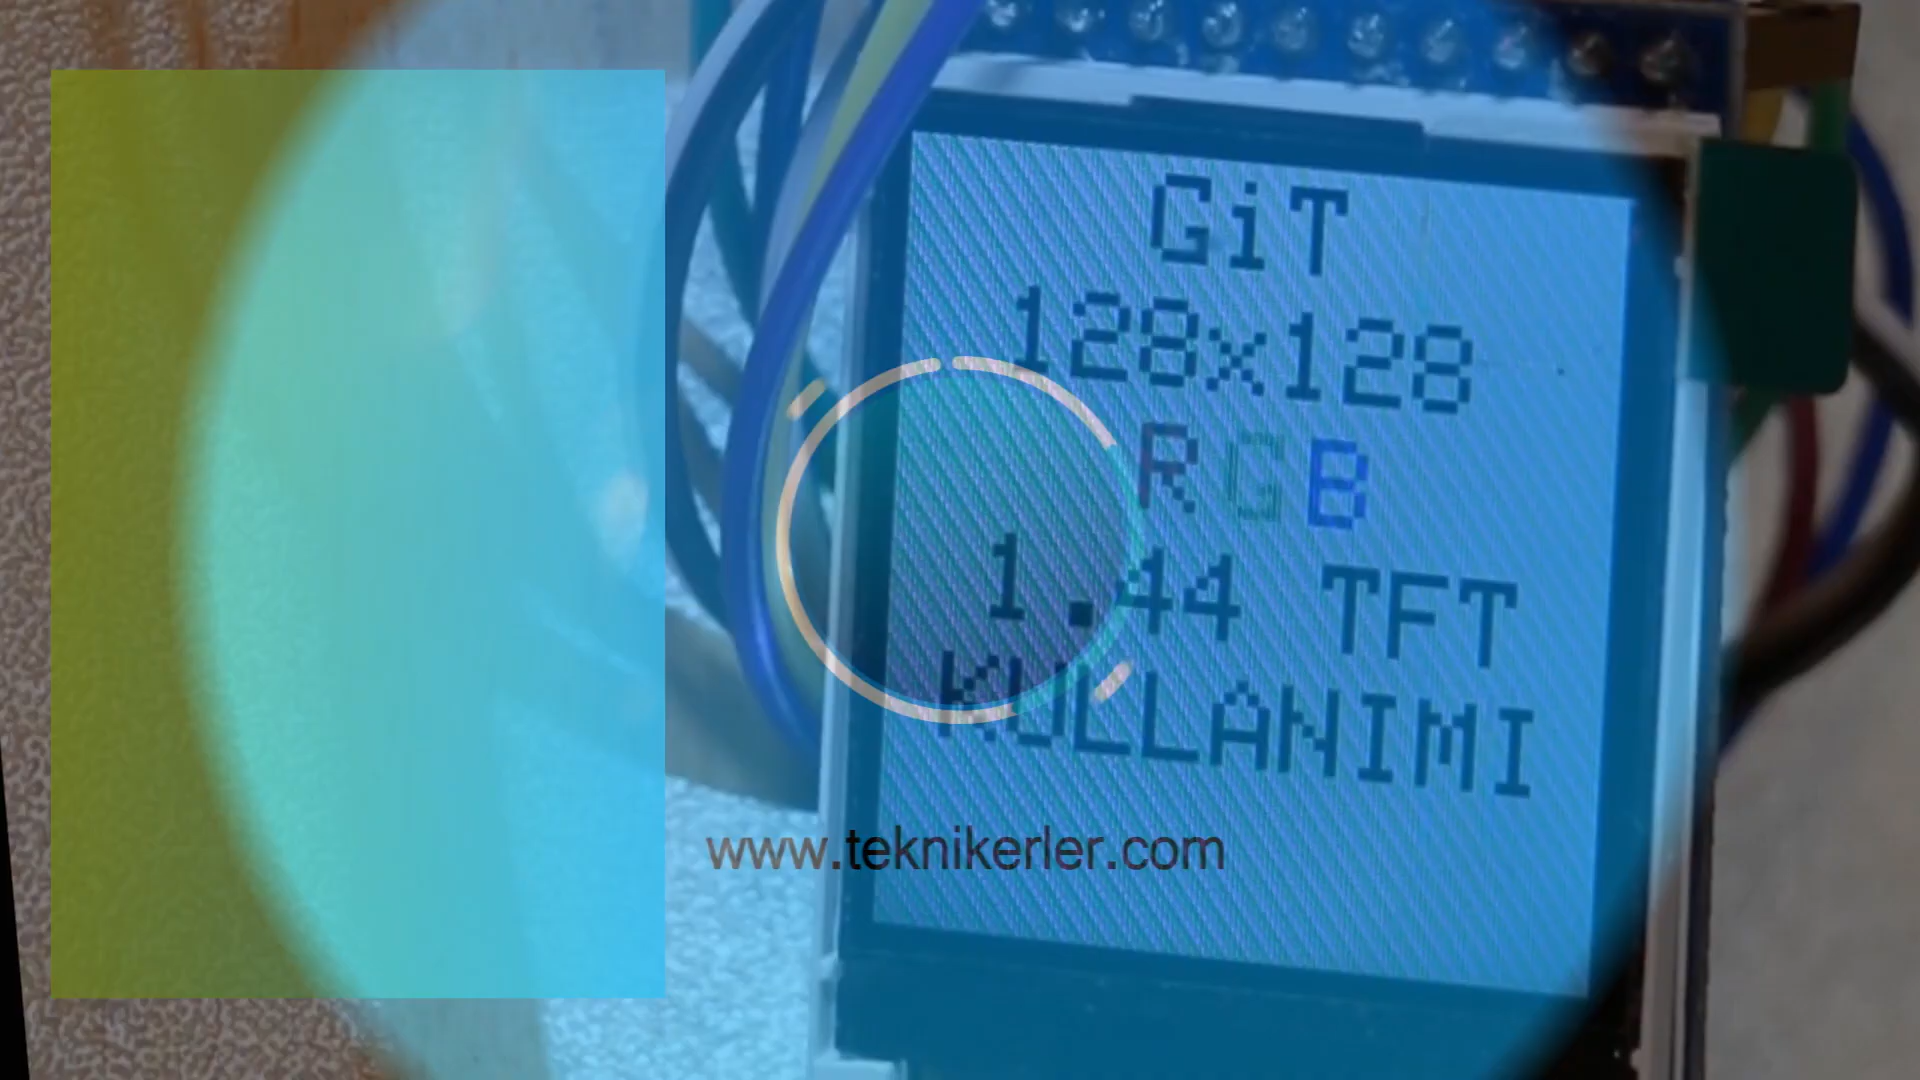 GiT
128x128
RGB
1.44 TFT
KULLANIMI
www.teknikerler.com